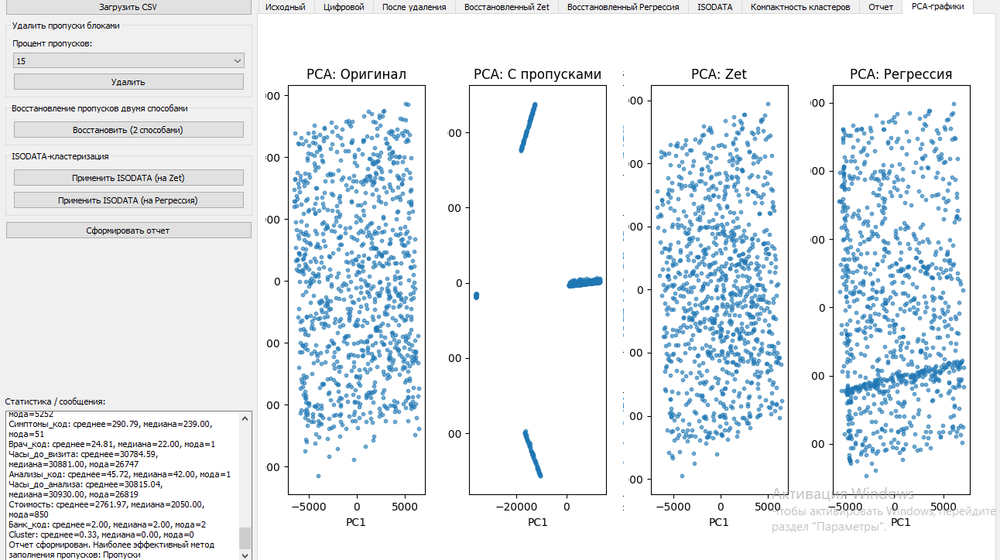 Загрузить CSV
Удалить пропуски блоками
Процент пропусков:
15
Удалить
Восстановление пропусков двумя способами
Восстановить (2 способами)
ISODATA-кластеризация
Применить ISODATA (на Zet)
Применить ISODATA (на Регрессия)
Сформировать отчет
Статистика / сообщения:
мода=5252
Симптомы_код: среднее=290.79, медиана=239.00,
мода=51
Врач_код: среднее=24.81, медиана=22.00, мода=1
Часы_до_визита: среднее=30784.59,
медиана=30881.00, мода=26747
Анализы_код: среднее=45.72, медиана=42.00, мода=1
Часы_до_анализа: среднее=30815.04,
медиана=30930.00, мода=26819
Стоимость: среднее=2761.97, медиана=2050.00,
мода=850
Банк_код: среднее=2.00, медиана=2.00, мода=2
Cluster: среднее=0.33, медиана=0.00, мода=0
Отчет сформирован. Наиболее эффективный метод
заполнения пропусков: Пропуски
Исходный Цифровой После удаления Восстановленный Zet Восстановленный Регрессия ISODATA Компактность кластеров Отчет PCA-графики
PCA: Оригинал
000
000
000
0
000
000
000
−5000 0 5000
PC1
PCA: С пропусками
00
00
0
00
00
−20000 0
PC1
PCA: Zet
000
000
000
0
000
000
000
−5000 0 5000
PC1
PCA: Регрессия
000
000
000
0
000
000
−5000 0 5000
PC1
Активация Windows
Чтобы активировать Windows, перейдите
раздел "Параметры".